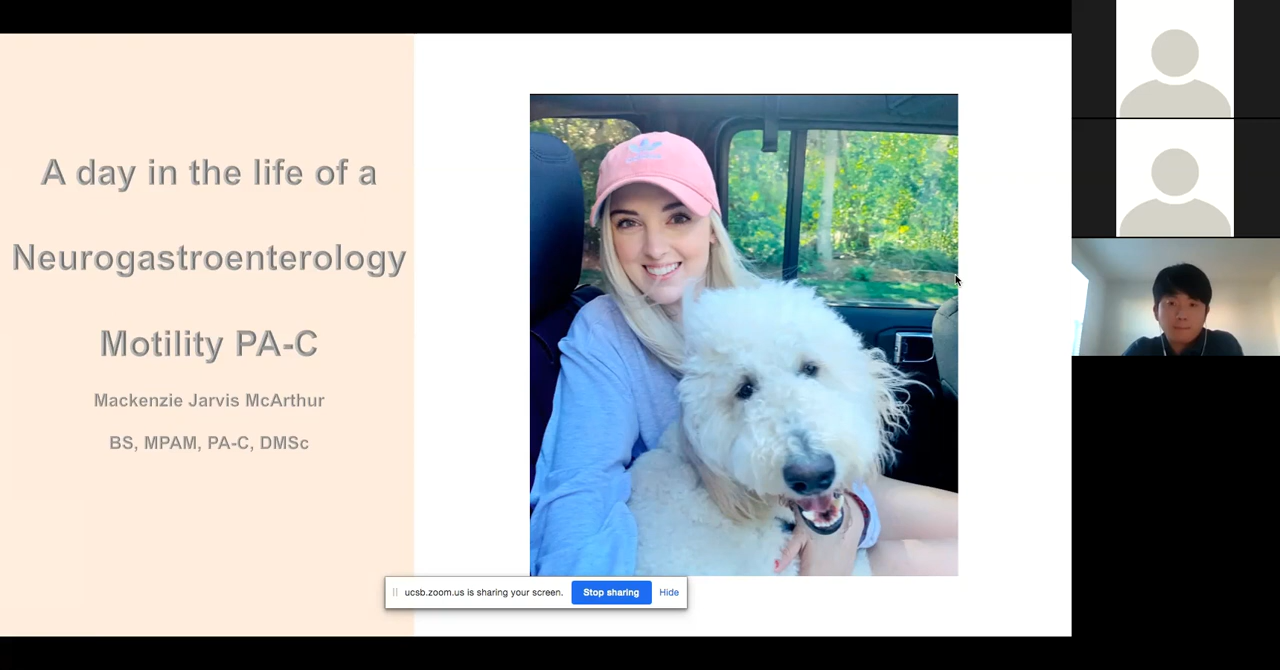 A day in the life of a
Neurogastroenterology
Motility PA-C
Mackenzie Jarvis McArthur
BS, MPAM, PA-C, DMSc
ucsb.zoom.us is sharing your screen.
Stop sharing
Hide